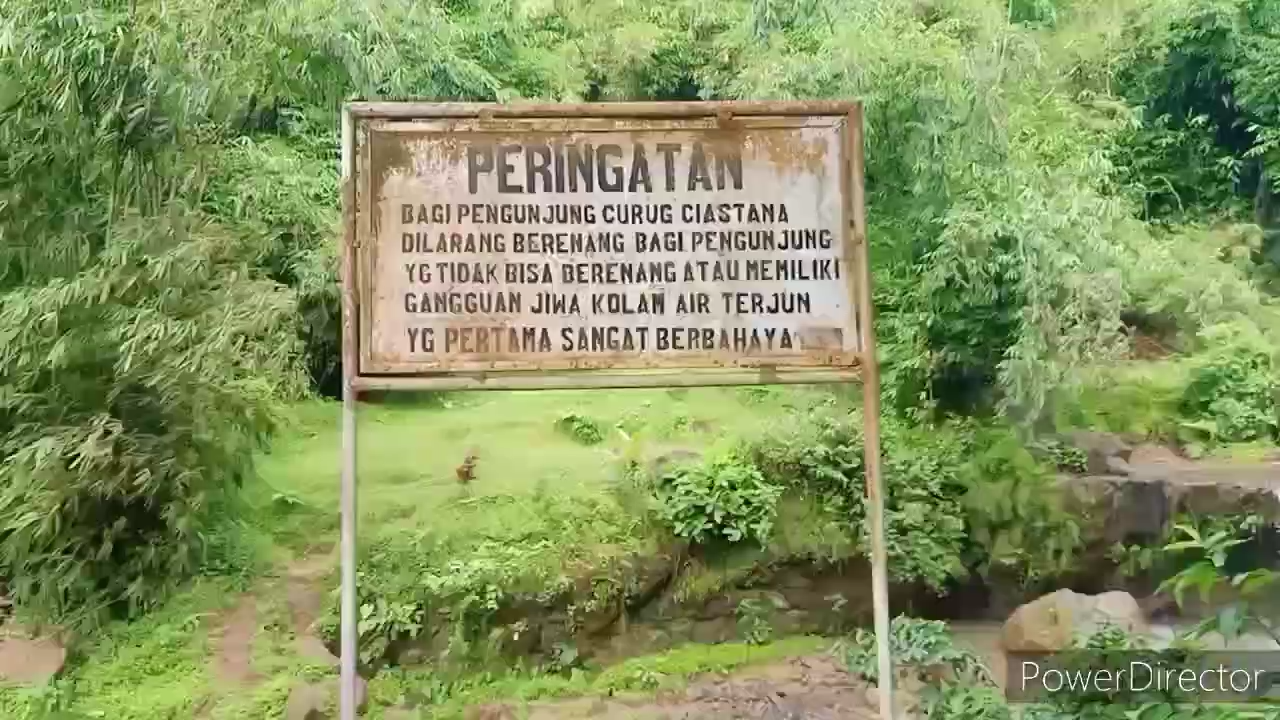 PERINGATAN
BAGI PENGUNJUNG CURUG CIASTANA
DILARANG BERENANG BAGI PENGUNJUNG
YG TIDAK BISA BERENANG ATAU MEMILIKI
GANGGUAN JIWA KOLAM AIR TERJUN
YG PERTAMA SANGAT BERBAHAYA
PowerDirector